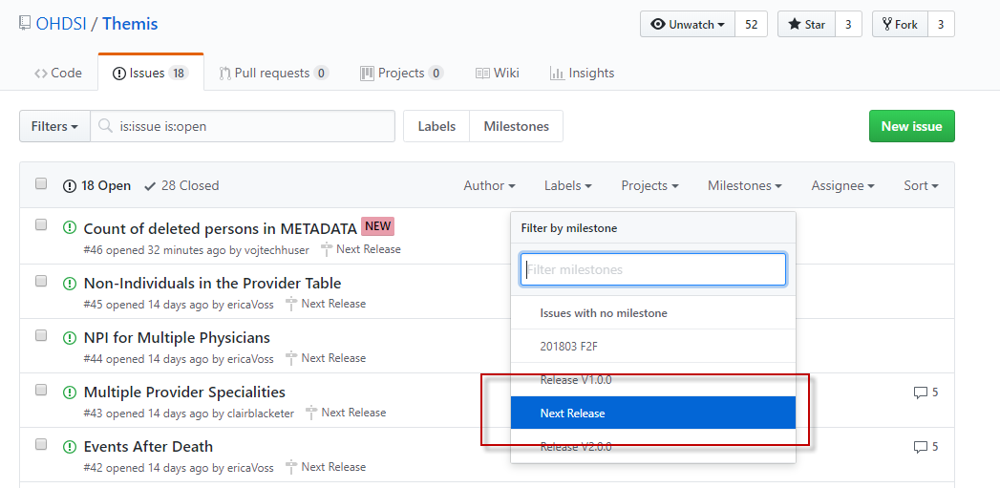 OHDSI / Themis
Unwatch 52 Star 3 Fork 3
Code Issues 18 Pull requests 0 Projects 0 Wiki Insights
Filters is:issue is:open Labels Milestones New issue
18 Open 28 Closed Author Labels Projects Milestones Assignee Sort
Count of deleted persons in METADATA NEW
#46 opened 32 minutes ago by vojtechhuser Next Release
Non-Individuals in the Provider Table
#45 opened 14 days ago by ericaVoss Next Release
NPI for Multiple Physicians
#44 opened 14 days ago by ericaVoss Next Release
Multiple Provider Specialities 5
#43 opened 14 days ago by clairblacketer Next Release
Events After Death 5
#42 opened 14 days ago by ericaVoss Next Release
Filter by milestone
Filter milestones
Issues with no milestone
201803 F2F
Release V1.0.0
Next Release
Release V2.0.0